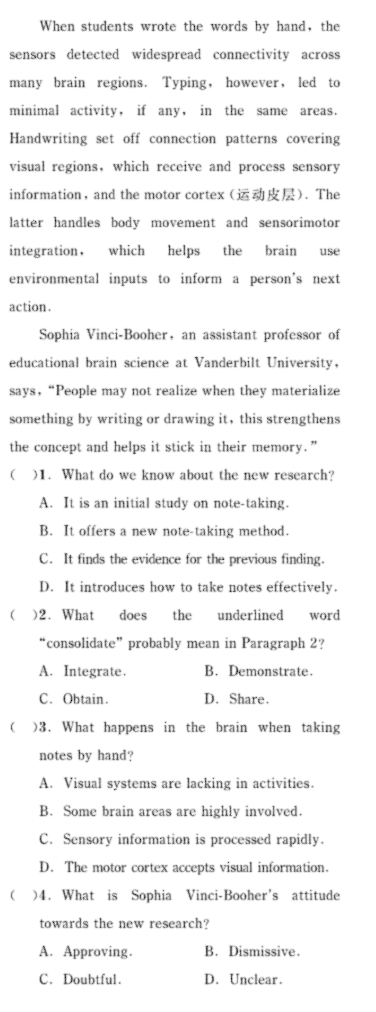 When students wrote the words by hand, the
sensors detected widespread connectivity across
many brain regions. Typing, however, led to
minimal activity, if any, in the same areas.
Handwriting set off connection patterns covering
visual regions, which receive and process sensory
information, and the motor cortex (运动皮层). The
latter handles body movement and sensorimotor
integration, which helps the brain use
environmental inputs to inform a person's next
action.
Sophia Vinci-Booher, an assistant professor of
educational brain science at Vanderbilt University,
says, "People may not realize when they materialize
something by writing or drawing it, this strengthens
the concept and helps it stick in their memory."
( )1. What do we know about the new research?
A. It is an initial study on note-taking.
B. It offers a new note-taking method.
C. It finds the evidence for the previous finding.
D. It introduces how to take notes effectively.
( )2. What does the underlined word
"consolidate" probably mean in Paragraph 2?
A. Integrate. B. Demonstrate.
C. Obtain. D. Share.
( )3. What happens in the brain when taking
notes by hand?
A. Visual systems are lacking in activities.
B. Some brain areas are highly involved.
C. Sensory information is processed rapidly.
D. The motor cortex accepts visual information.
( )4. What is Sophia Vinci-Booher's attitude
towards the new research?
A. Approving. B. Dismissive.
C. Doubtful. D. Unclear.